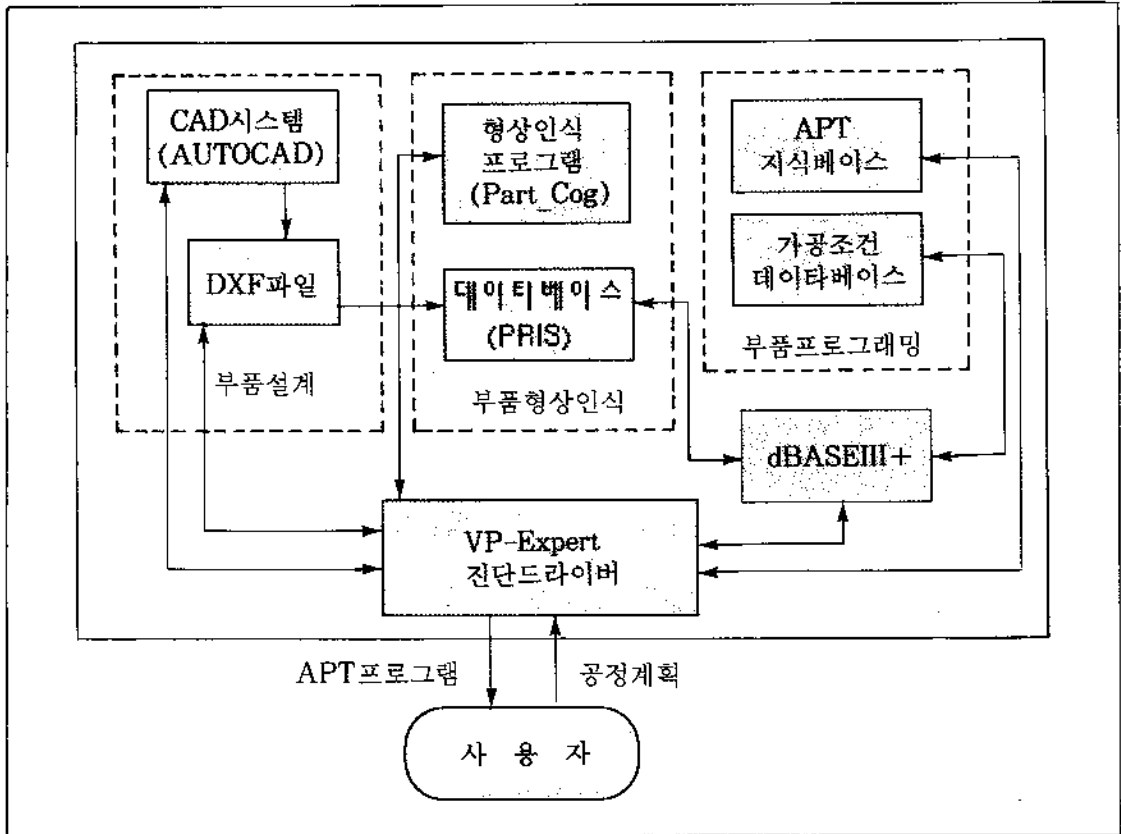 CAD시스템
(AUTOCAD)
DXF파일
부품설계
형상인식
프로그램
(Part_Cog)
데이타베이스
(PRIS)
부품형상인식
APT
지식베이스
가공조건
데이타베이스
부품프로그래밍
dBASEIII+
VP-Expert
진단드라이버
APT프로그램
공정계획
사 용 자